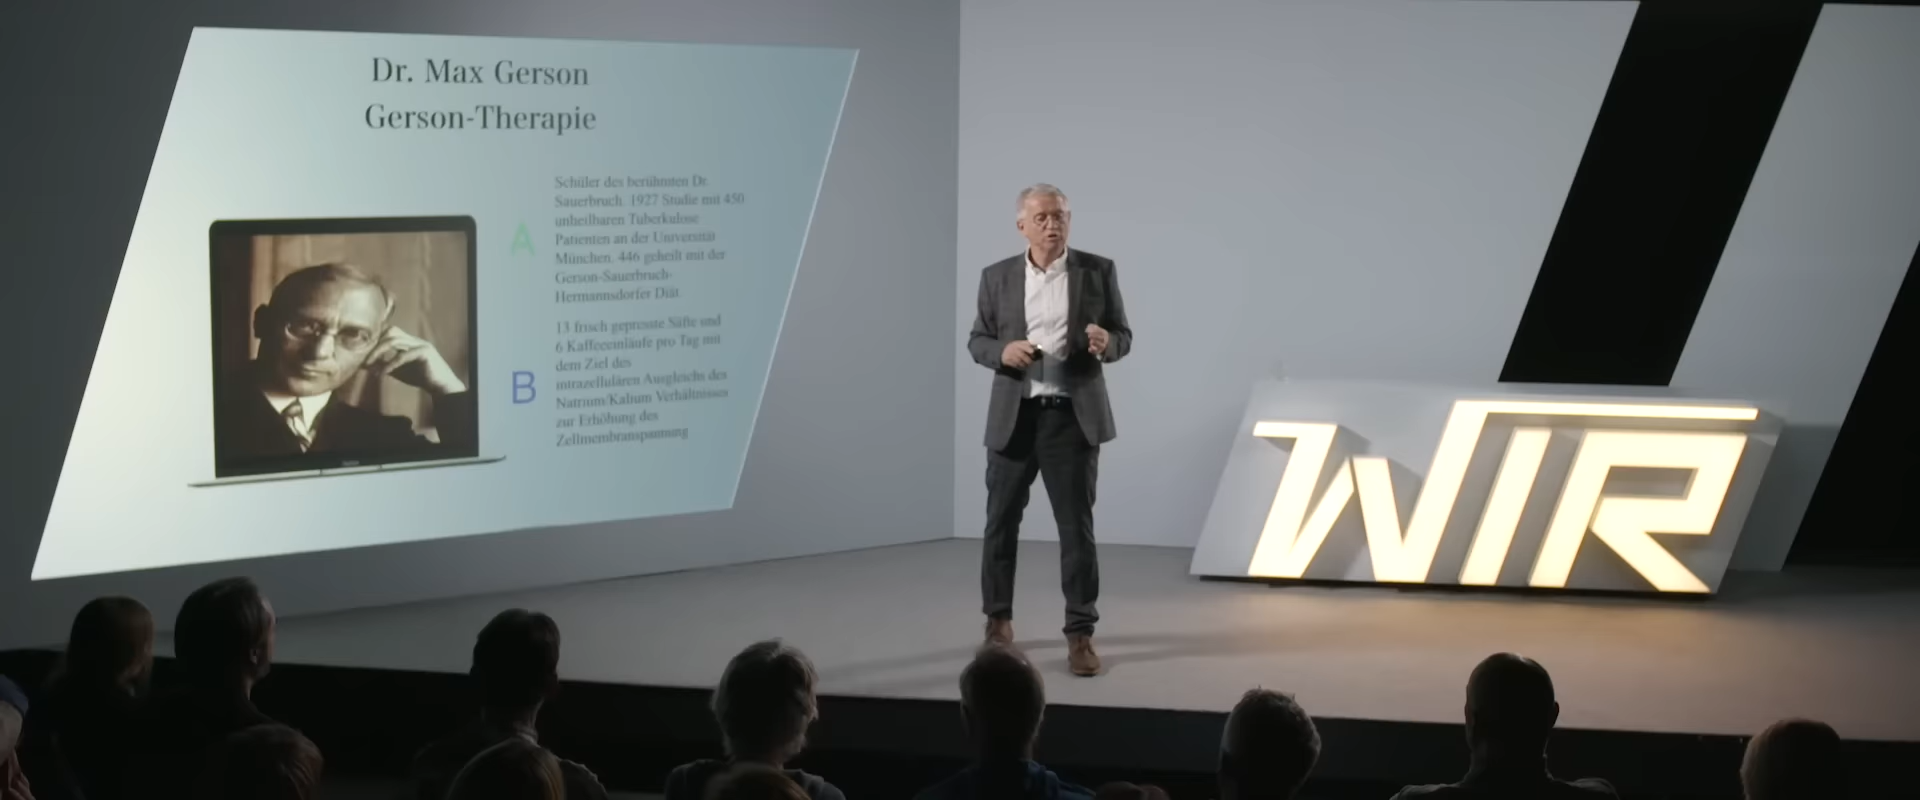 Dr. Max Gerson
Gerson-Therapie
A
Schüler des berühmten Dr.
Sauerbruch. 1927 Studie mit 450
unheilbaren Tuberkulose
Patienten an der Universität
München. 446 geheilt mit der
Gerson-Sauerbruch-
Hermannsdorfer Diät.
B
13 frisch gepresste Säfte und
6 Kaffeeeinläufe pro Tag mit
dem Ziel des
intrazellulären Ausgleichs des
Natrium/Kalium Verhältnisses
zur Erhöhung des
Zellmembranspannung
WIR